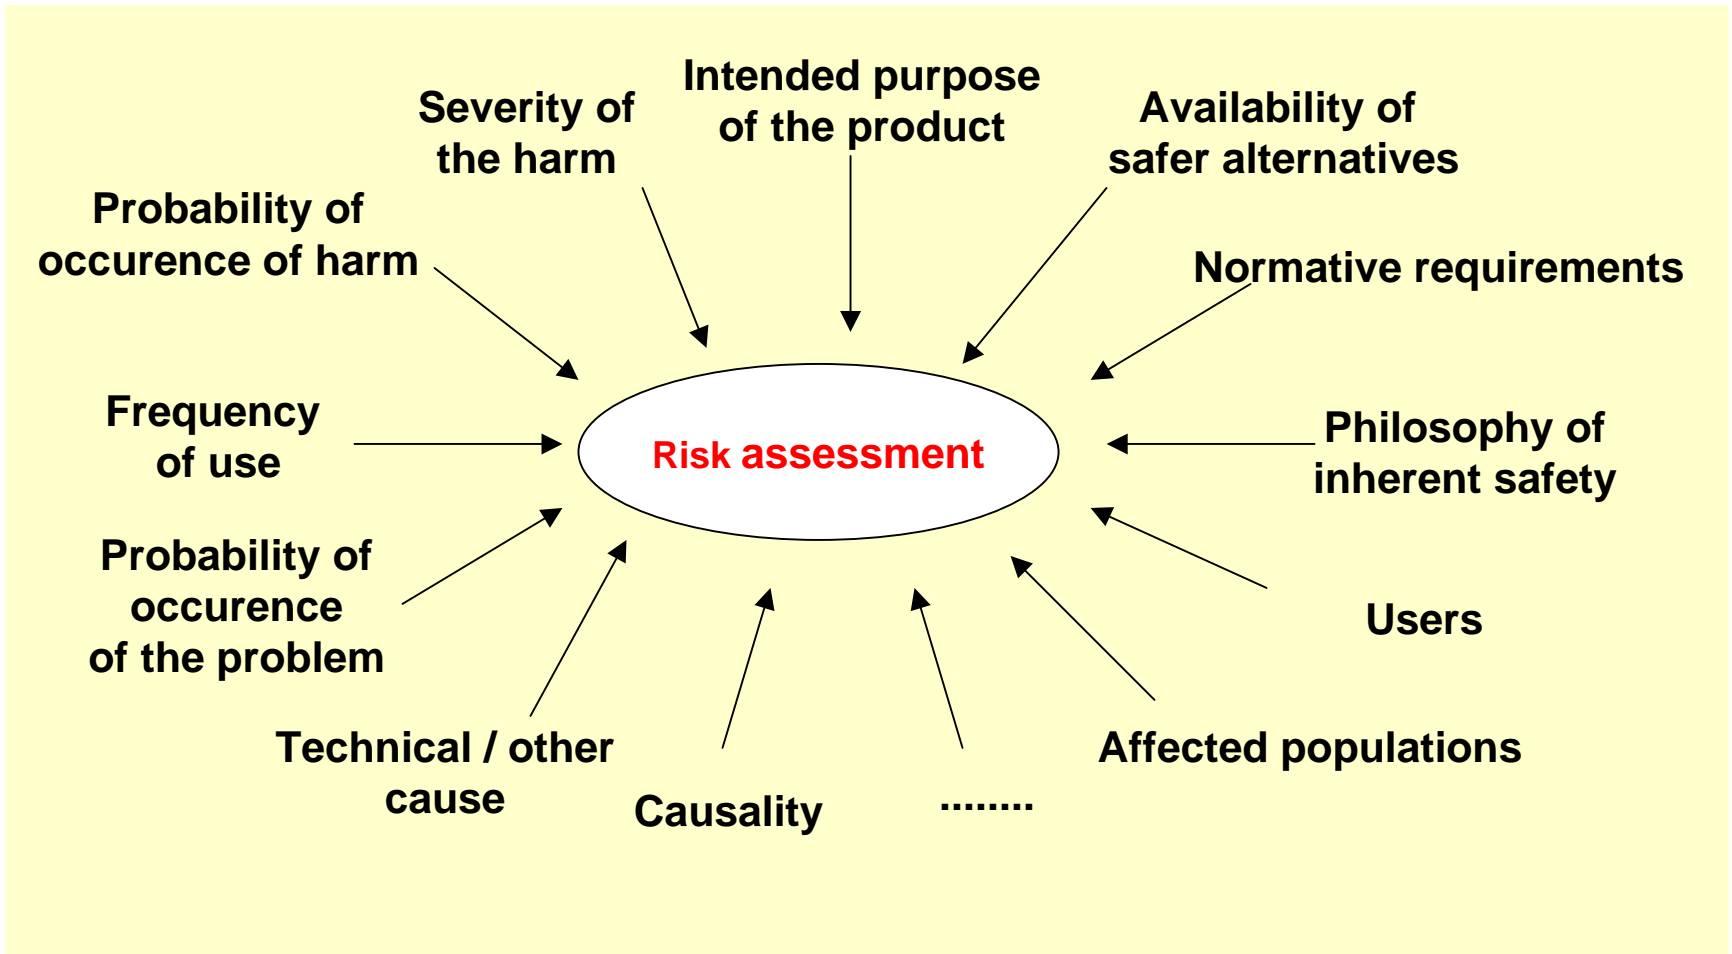 Intended purpose
of the product
Severity of
the harm
Availability of
safer alternatives
Probability of
occurence of harm
Normative requirements
Frequency
of use
Risk assessment
Philosophy of
inherent safety
Probability of
occurence
of the problem
Users
Technical / other
cause
Causality
........
Affected populations